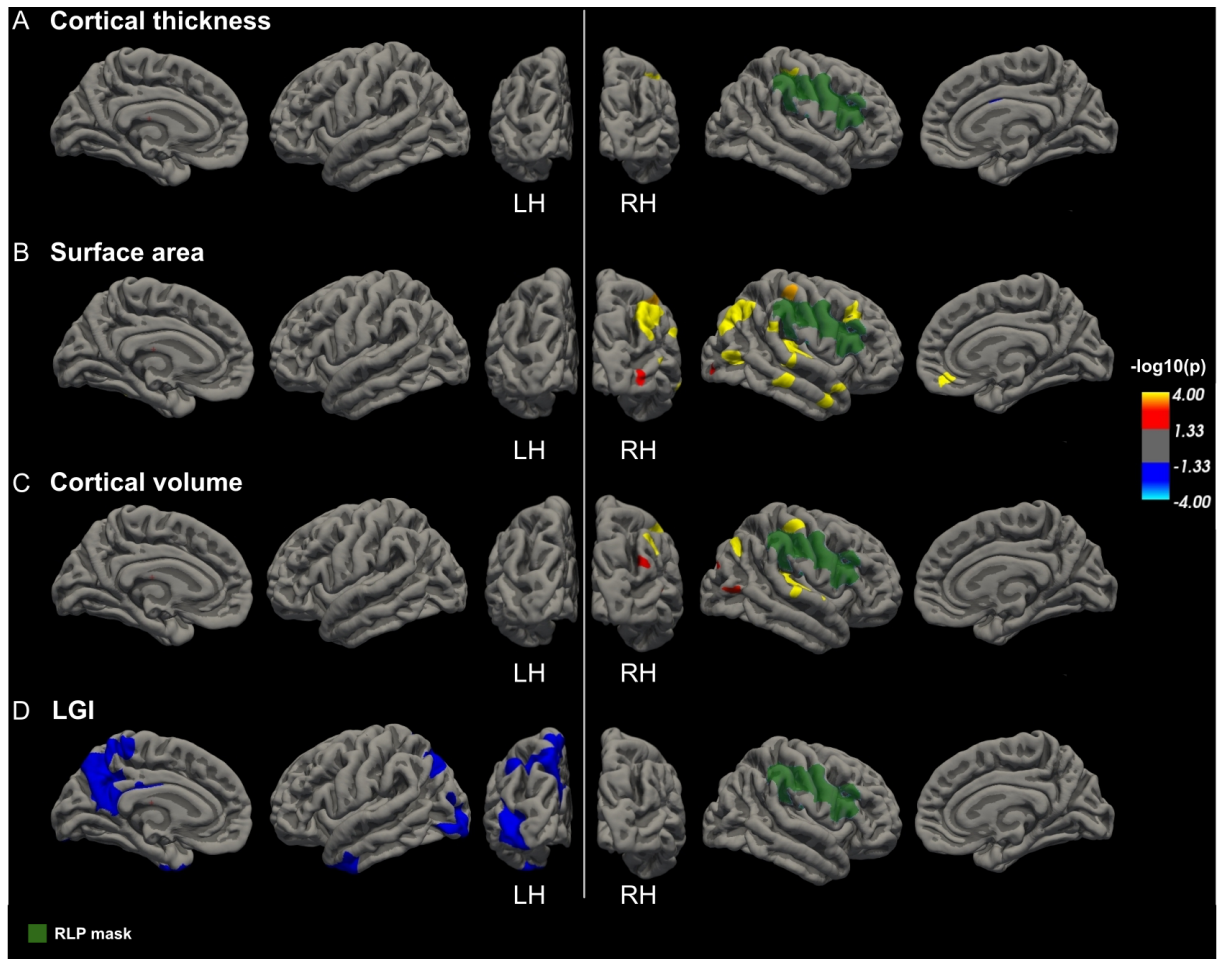 A Cortical thickness
LH RH
B Surface area
-log10(p)
4.00
1.33
-1.33
-4.00
LH RH
C Cortical volume
LH RH
D LGI
LH RH
RLP mask